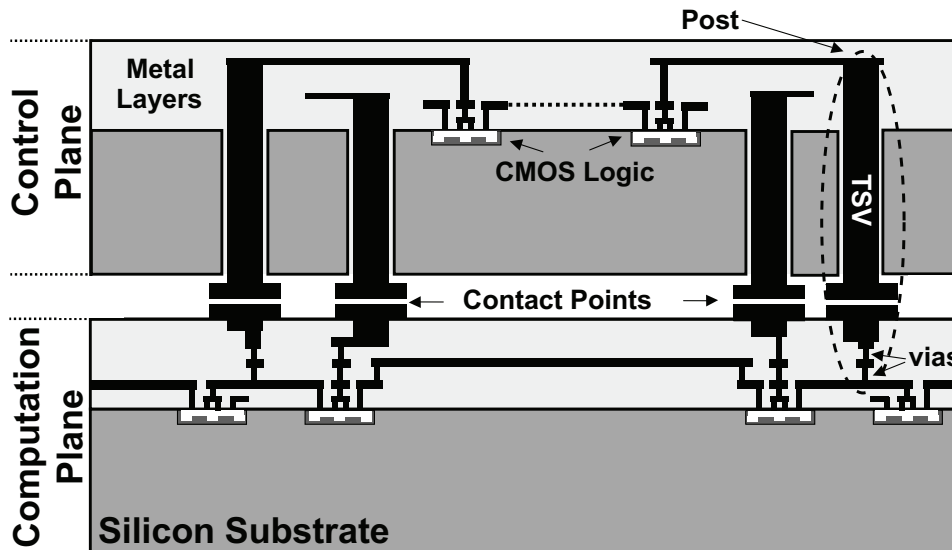 Post
Metal
Layers
Control
Plane
CMOS Logic
TSV
Contact Points
vias
Computation
Plane
Silicon Substrate